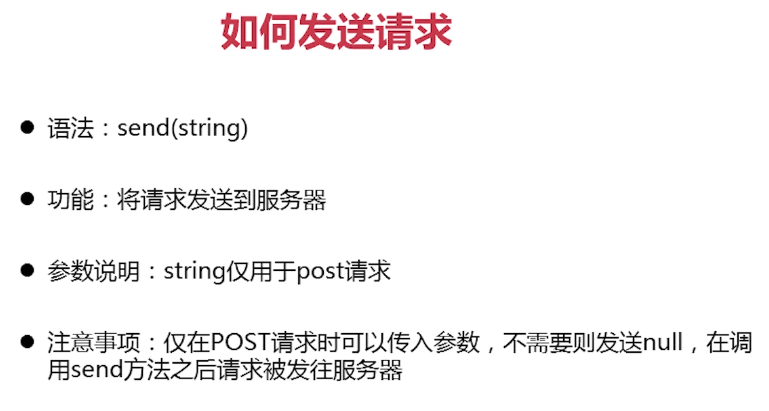 如何发送请求
● 语法：send(string)
● 功能：将请求发送到服务器
● 参数说明：string仅用于post请求
● 注意事项：仅在POST请求时可以传入参数，不需要则发送null，在调
用send方法之后请求被发往服务器